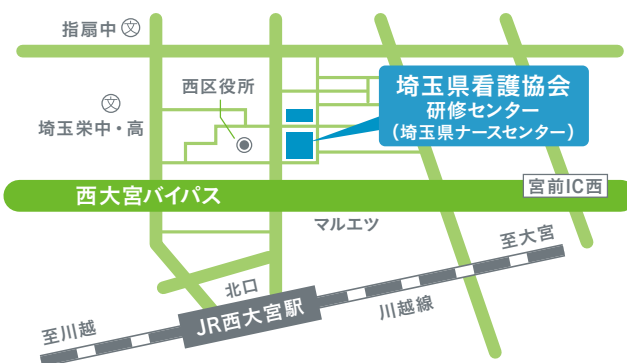 指扇中
文
西区役所
埼玉県看護協会
研修センター
(埼玉県ナースセンター)
文
埼玉栄中・高
西大宮バイパス
宮前IC西
マルエツ
至大宮
北口
川越線
JR西大宮駅
至川越